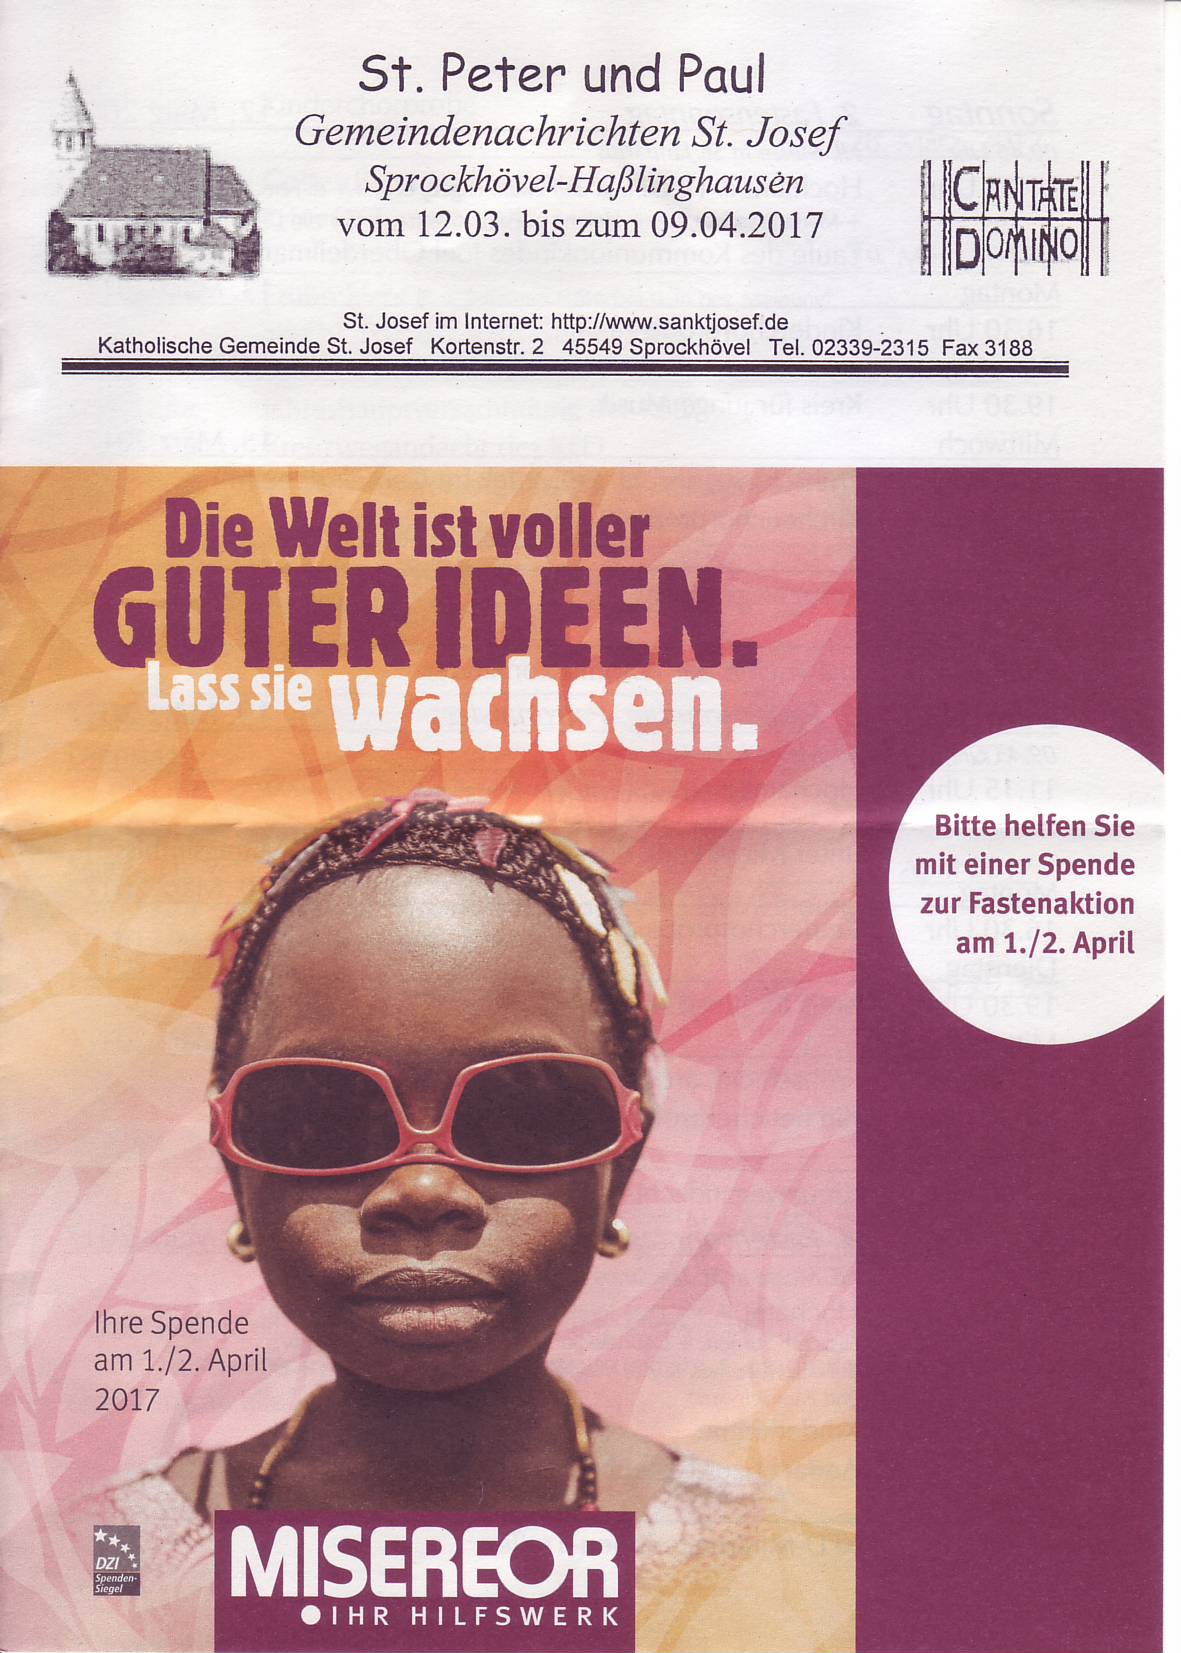 St. Peter und Paul
Gemeindenachrichten St. Josef
Sprockhövel-Haßlinghausen
vom 12.03. bis zum 09.04.2017
CANTATE
DOMINO
St. Josef im Internet: http://www.sanktjosef.de
Katholische Gemeinde St. Josef Kortenstr. 2 45549 Sprockhövel Tel. 02339-2315 Fax 3188
Die Welt ist voller
GUTER IDEEN.
Lass sie wachsen.
Bitte helfen Sie
mit einer Spende
zur Fastenaktion
am 1./2. April
Ihre Spende
am 1./2. April
2017
DZI
Spenden-
Siegel
MISEREOR
IHR HILFSWERK